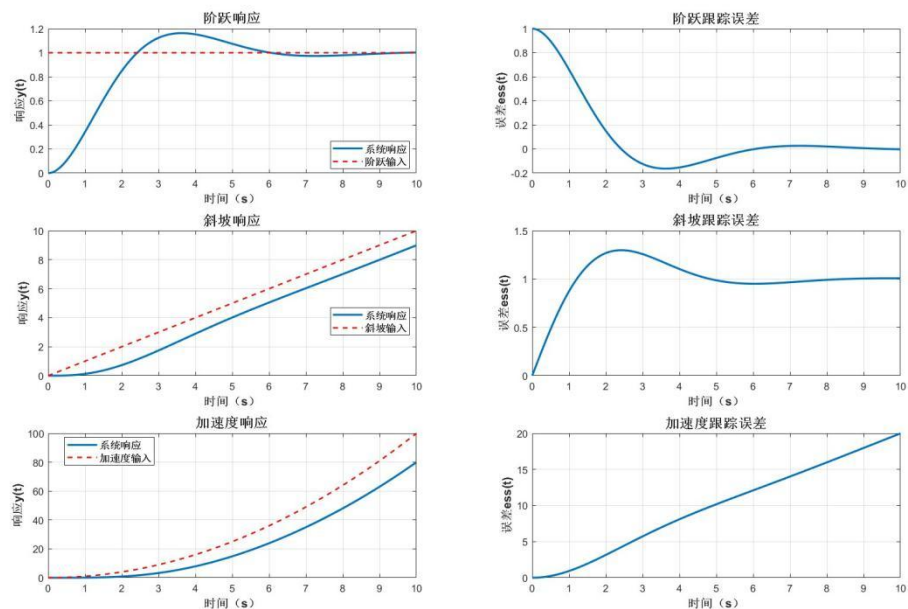 阶跃响应
响应y(t)
1.2
1
0.8
0.6
0.4
0.2
0
系统响应
阶跃输入
0 1 2 3 4 5 6 7 8 9 10
时间（s）
阶跃跟踪误差
误差ess(t)
1
0.8
0.6
0.4
0.2
0
-0.2
0 1 2 3 4 5 6 7 8 9 10
时间（s）
斜坡响应
响应y(t)
10
8
6
4
2
0
系统响应
斜坡输入
0 1 2 3 4 5 6 7 8 9 10
时间（s）
斜坡跟踪误差
误差ess(t)
1.5
1
0.5
0
0 1 2 3 4 5 6 7 8 9 10
时间（s）
加速度响应
响应y(t)
100
80
60
40
20
0
系统响应
加速度输入
0 1 2 3 4 5 6 7 8 9 10
时间（s）
加速度跟踪误差
误差ess(t)
20
15
10
5
0
0 1 2 3 4 5 6 7 8 9 10
时间（s）